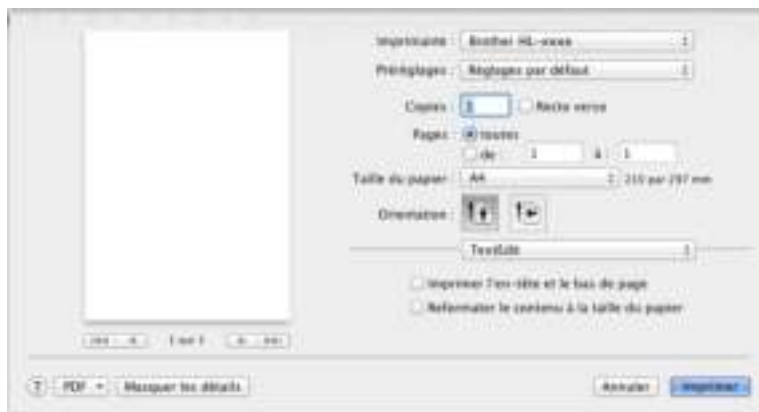 Imprimante : Brother HL-xxxx
Préréglages : Réglages par défaut
Copies : 1 Recto verso
Pages : toutes
de 1 à : 1
Taille du papier : A4 210 par 297 mm
Orientation :
TextEdit
Imprimer l'en-tête et le bas de page
Reformater le contenu à la taille du papier
1 sur 1
? PDF Masquer les détails Annuler Imprimer